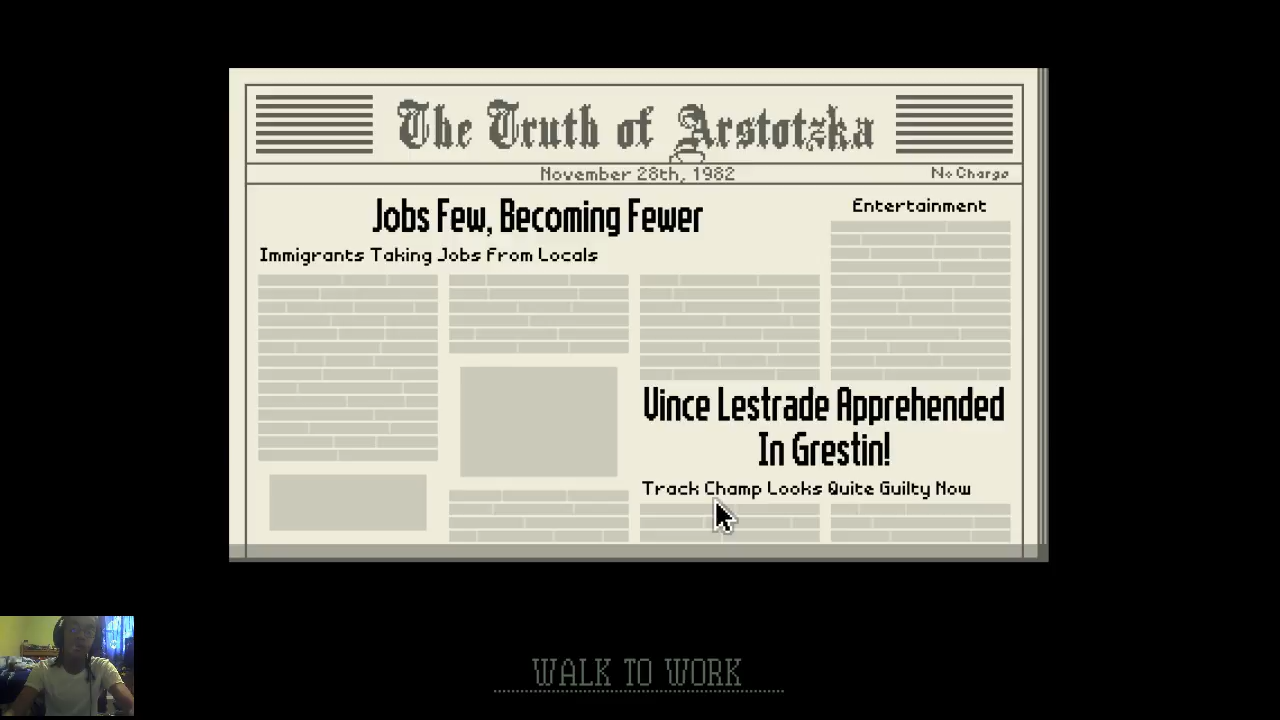 The Truth of Arstotzka
November 28th, 1982
No Charge
Jobs Few, Becoming Fewer
Immigrants Taking Jobs From Locals
Entertainment
Vince Lestrade Apprehended
In Grestin!
Track Champ Looks Quite Guilty Now
WALK TO WORK